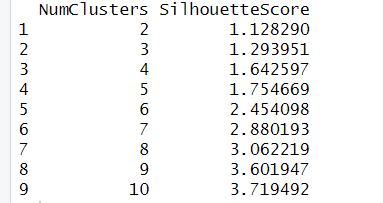 NumClusters SilhouetteScore
1 2 1.128290
2 3 1.293951
3 4 1.642597
4 5 1.754669
5 6 2.454098
6 7 2.880193
7 8 3.062219
8 9 3.601947
9 10 3.719492